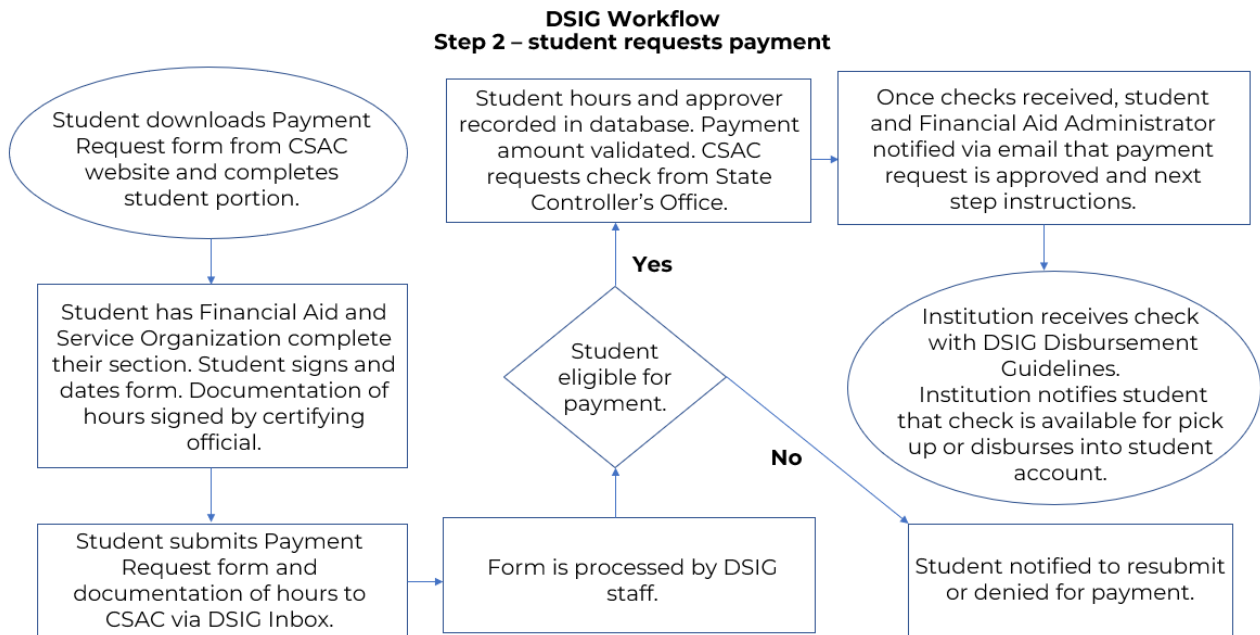 DSIG Workflow
Step 2 – student requests payment
Student downloads Payment
Request form from CSAC
website and completes
student portion.
Student has Financial Aid and
Service Organization complete
their section. Student signs and
dates form. Documentation of
hours signed by certifying
official.
Student submits Payment
Request form and
documentation of hours to
CSAC via DSIG Inbox.
Form is processed by DSIG
staff.
Student
eligible for
payment.
Yes
Student hours and approver
recorded in database. Payment
amount validated. CSAC
requests check from State
Controller’s Office.
Once checks received, student
and Financial Aid Administrator
notified via email that payment
request is approved and next
step instructions.
Institution receives check
with DSIG Disbursement
Guidelines.
Institution notifies student
that check is available for pick
up or disburses into student
account.
No
Student notified to resubmit
or denied for payment.